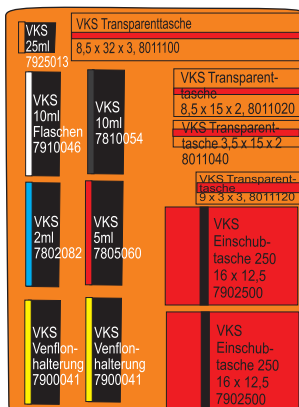 VKS
25ml
7925013
VKS Transparenttasche
8,5 x 32 x 3, 8011100
VKS
10ml
Flaschen
7910046
VKS
10ml
7810054
VKS Transparent-
tasche
8,5 x 15 x 2, 8011020
VKS Transparent-
tasche 3,5 x 15 x 2
8011040
VKS Transparent-
tasche
9 x 3 x 3, 8011120
VKS
2ml
7802082
VKS
5ml
7805060
VKS
Einschub-
tasche 250
16 x 12,5
7902500
VKS
Venflon-
halterung
7900041
VKS
Venflon-
halterung
7900041
VKS
Einschub-
tasche 250
16 x 12,5
7902500